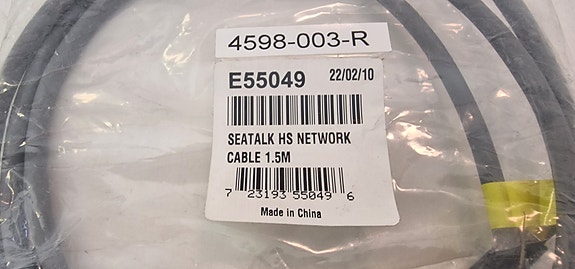 4598-003-R
E55049 22/02/10
SEATALK HS NETWORK
CABLE 1.5M
7 23193 55049 6
Made in China